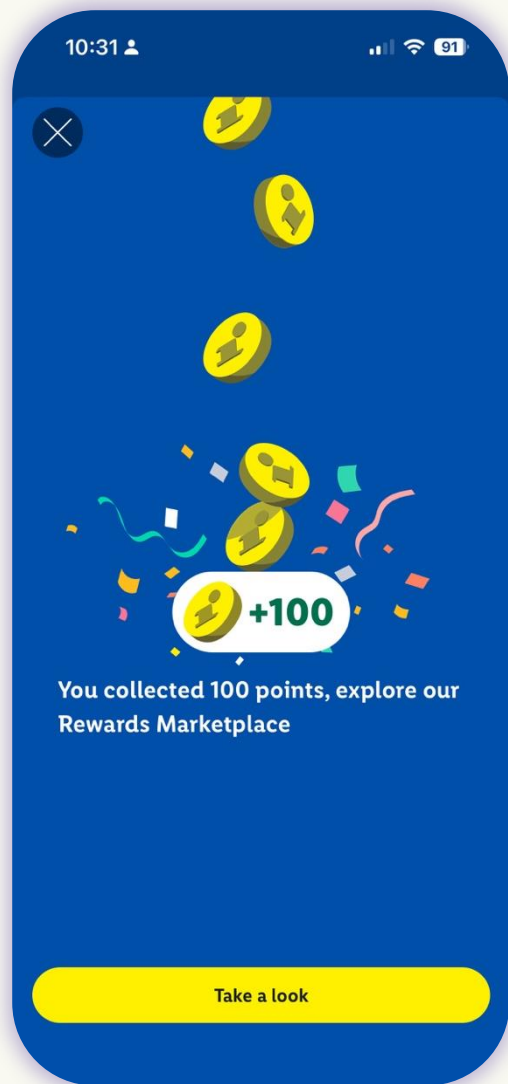 10:31
91
+100
You collected 100 points, explore our
Rewards Marketplace
Take a look